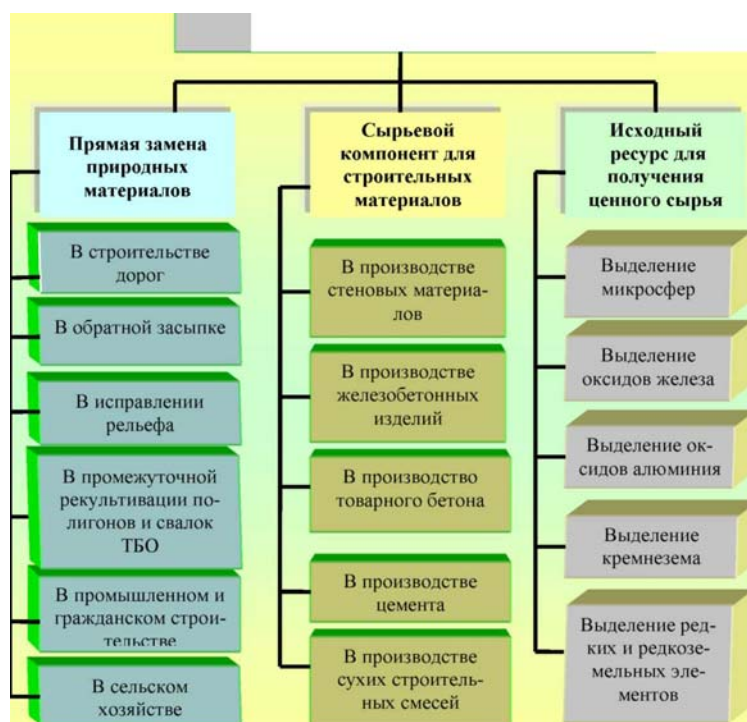 Прямая замена
природных
материалов
В строительстве
дорог
В обратной засыпке
В исправлении
рельефа
В промежуточной
рекультивации по-
лигонов и свалок
ТБО
В промышленном и
гражданском строи-
тельстве
В сельском
хозяйстве
Сырьевой
компонент для
строительных
материалов
В производстве
стеновых материа-
лов
В производстве
железобетонных
изделий
В производство
товарного бетона
В производстве
цемента
В производстве
сухих строитель-
ных смесей
Исходный
ресурс для
получения
ценного сырья
Выделение
микросфер
Выделение
оксидов железа
Выделение ок-
сидов алюминия
Выделение
кремнезема
Выделение ред-
ких и редкозе-
мельных эле-
ментов